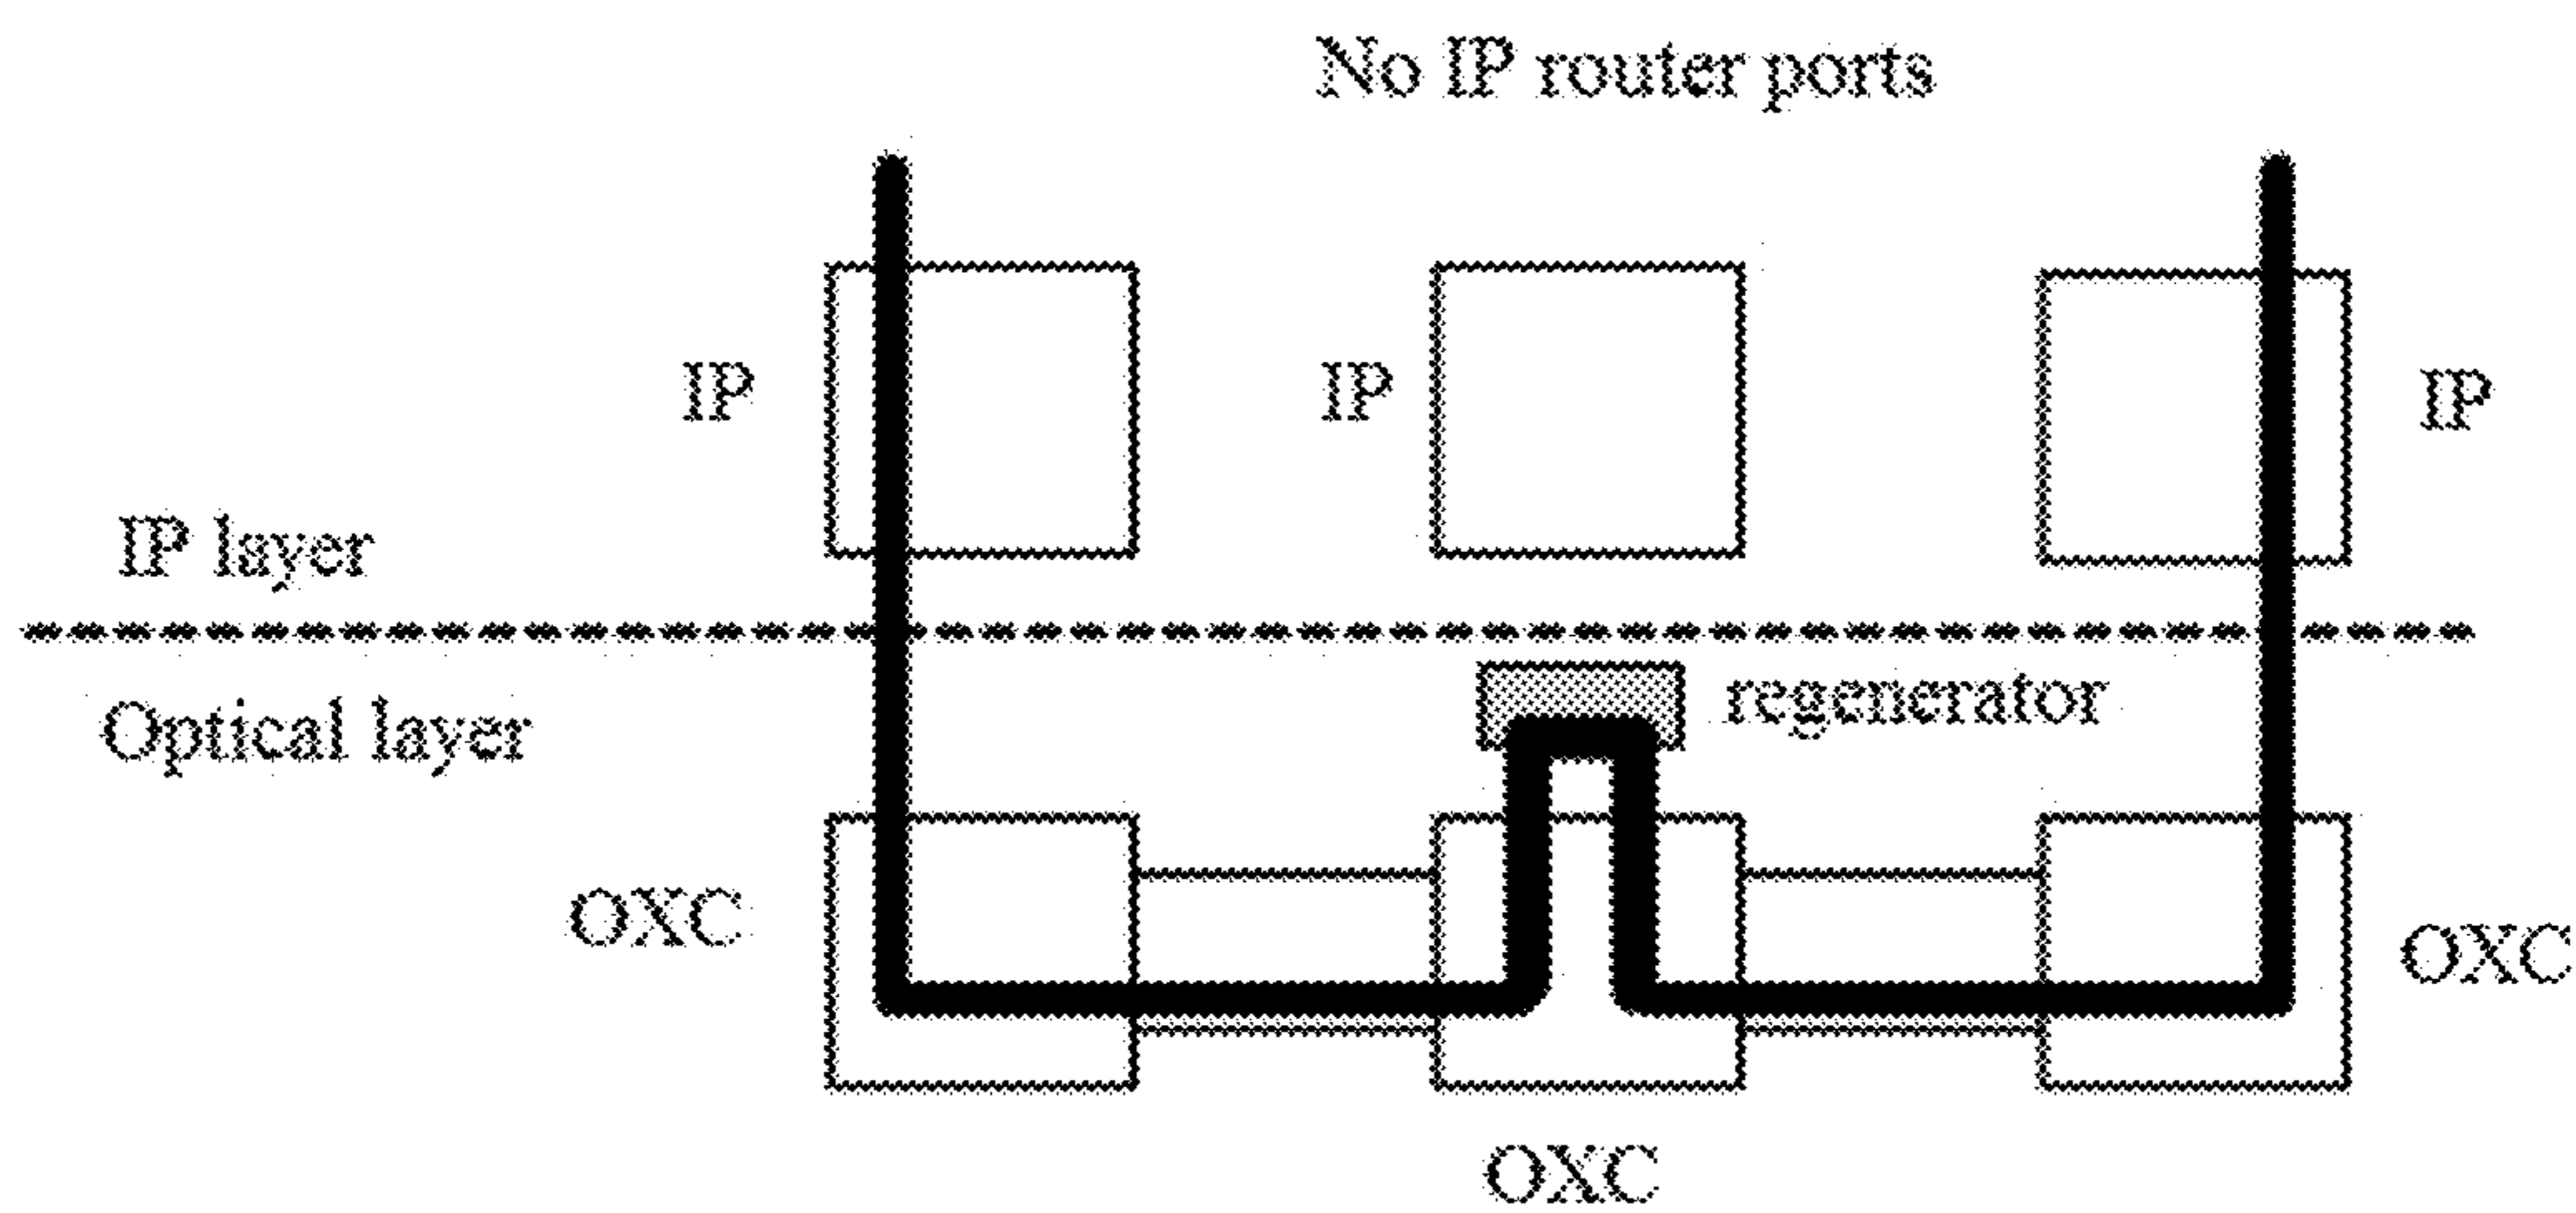 No IP router ports
IP
IP
IP
IP layer
Optical layer
regenerator
OXC
OXC
OXC